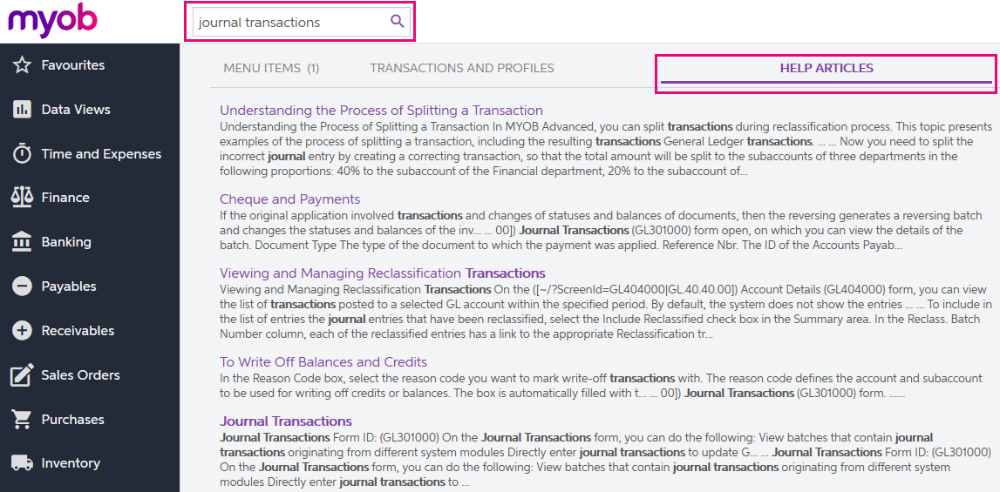 myob
journal transactions
Favourites
Data Views
Time and Expenses
Finance
Banking
Payables
Receivables
Sales Orders
Purchases
Inventory
MENU ITEMS (1)
TRANSACTIONS AND PROFILES
HELP ARTICLES
Understanding the Process of Splitting a Transaction
Understanding the Process of Splitting a Transaction In MYOB Advanced, you can split transactions during reclassification process. This topic presents
examples of the process of splitting a transaction, including the resulting transactions General Ledger transactions. ... ... Now you need to split the
incorrect journal entry by creating a correcting transaction, so that the total amount will be split to the subaccounts of three departments in the
following proportions: 40% to the subaccount of the Financial department, 20% to the subaccount of...
Cheque and Payments
If the original application involved transactions and changes of statuses and balances of documents, then the reversing generates a reversing batch
and changes the statuses and balances of the inv... ... 00]) Journal Transactions (GL301000) form open, on which you can view the details of the
batch. Document Type The type of the document to which the payment was applied. Reference Nbr. The ID of the Accounts Payab...
Viewing and Managing Reclassification Transactions
Viewing and Managing Reclassification Transactions On the ([~/?ScreenId=GL404000|GL.40.40.00]) Account Details (GL404000) form, you can view
the list of transactions posted to a selected GL account within the specified period. By default, the system does not show the entries ... ... To include in
the list of entries the journal entries that have been reclassified, select the Include Reclassified check box in the Summary area. In the Reclass. Batch
Number column, each of the reclassified entries has a link to the appropriate Reclassification tr...
To Write Off Balances and Credits
In the Reason Code box, select the reason code you want to mark write-off transactions with. The reason code defines the account and subaccount
to be used for writing off credits or balances. The box is automatically filled with t... ... 00]) Journal Transactions (GL301000) form. ......
Journal Transactions
Journal Transactions Form ID: (GL301000) On the Journal Transactions form, you can do the following: View batches that contain journal
transactions originating from different system modules Directly enter journal transactions to update G... ... Journal Transactions Form ID: (GL301000)
On the Journal Transactions form, you can do the following: View batches that contain journal transactions originating from different system
modules Directly enter journal transactions to ...